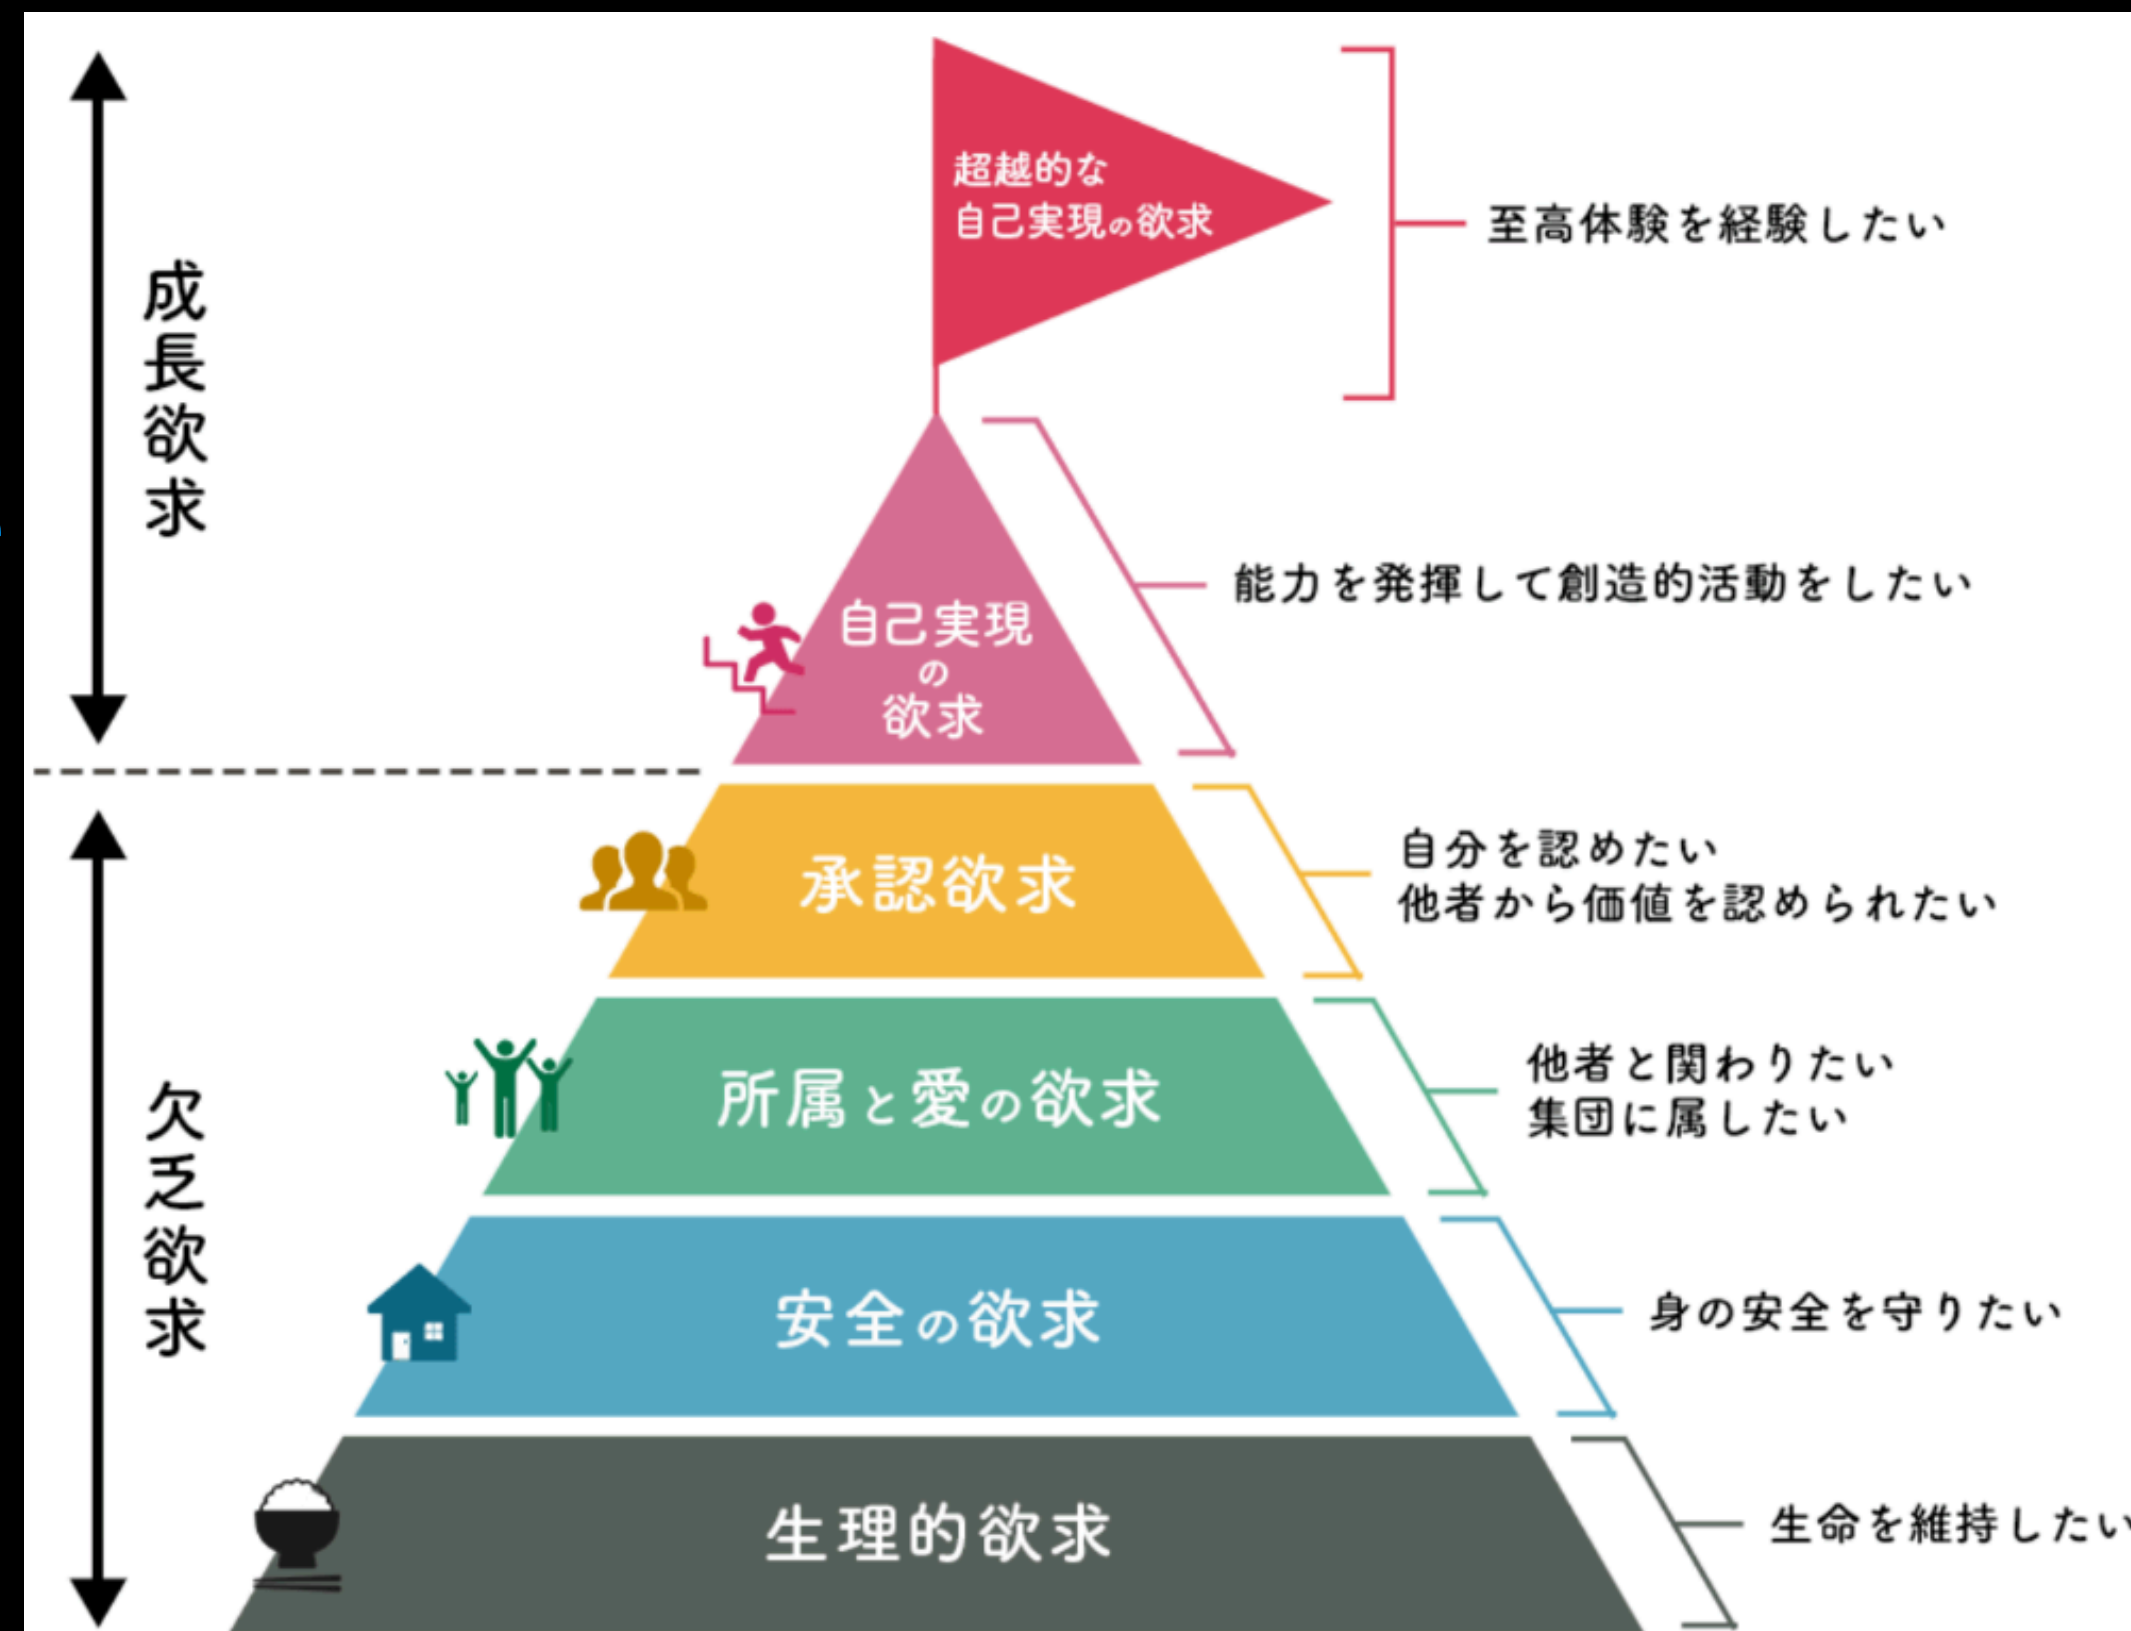 成長欲求
超越的な
自己実現の欲求
至高体験を経験したい
自己実現
の
欲求
能力を発揮して創造的活動をしたい
欠乏欲求
承認欲求
自分を認めたい
他者から価値を認められたい
所属と愛の欲求
他者と関わりたい
集団に属したい
安全の欲求
身の安全を守りたい
生理的欲求
生命を維持したい